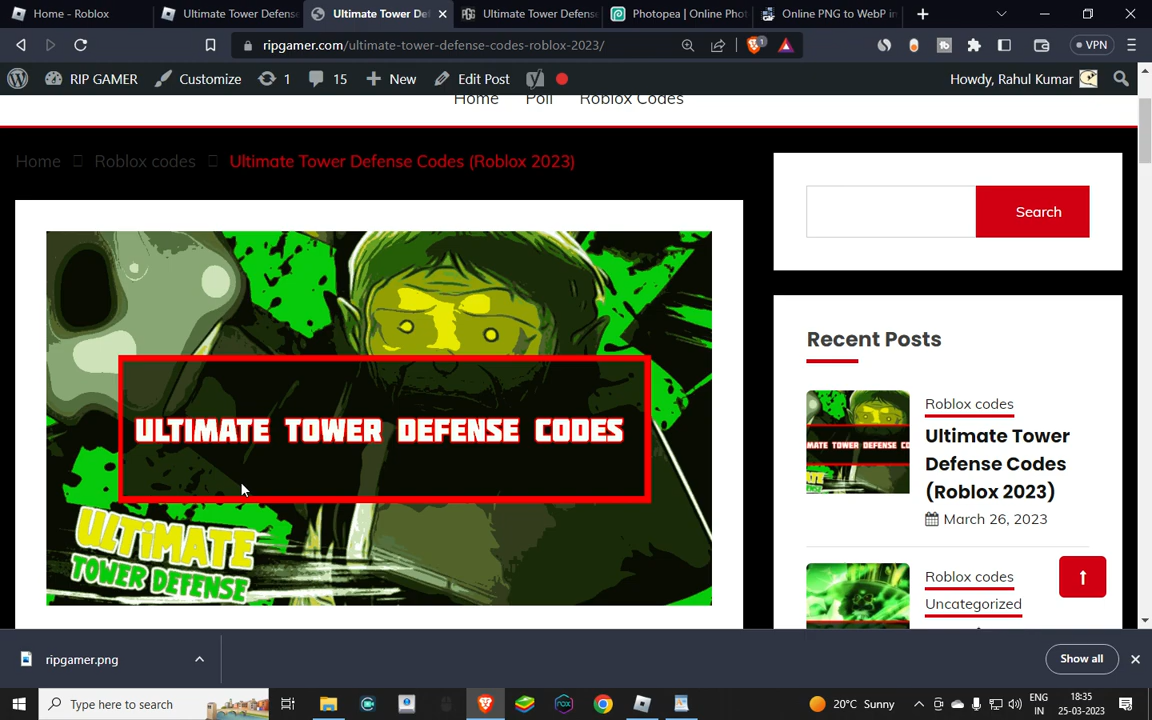 Home - Roblox
Ultimate Tower Defens
Ultimate Tower De
Ultimate Tower Defens
Photopea | Online Phot
Online PNG to WebP in
ripgamer.com/ultimate-tower-defense-codes-roblox-2023/
1
VPN
RIP GAMER
Customize
1
15
New
Edit Post
Howdy, Rahul Kumar
Home
Poll
Roblox Codes
Home
Roblox codes
Ultimate Tower Defense Codes (Roblox 2023)
Search
ULTIMATE TOWER DEFENSE CODES
ULTIMATE
TOWER DEFENSE
Recent Posts
Roblox codes
Ultimate Tower
Defense Codes
(Roblox 2023)
March 26, 2023
Roblox codes
Uncategorized
ripgamer.png
Show all
Type here to search
20°C Sunny
ENG
IN
18:35
25-03-2023